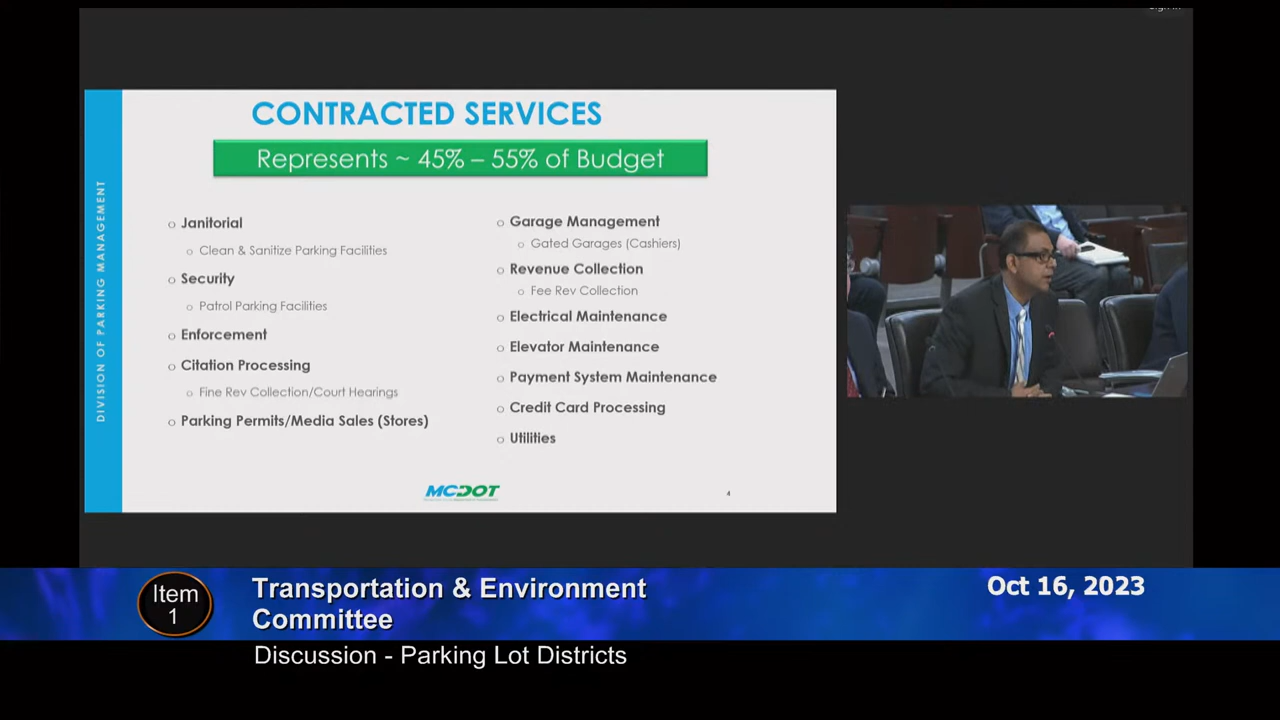 Sign In
CONTRACTED SERVICES
Represents ~ 45% – 55% of Budget
DIVISION OF PARKING MANAGEMENT
o Janitorial
o Clean & Sanitize Parking Facilities
o Security
o Patrol Parking Facilities
o Enforcement
o Citation Processing
o Fine Rev Collection/Court Hearings
o Parking Permits/Media Sales (Stores)
o Garage Management
o Gated Garages (Cashiers)
o Revenue Collection
o Fee Rev Collection
o Electrical Maintenance
o Elevator Maintenance
o Payment System Maintenance
o Credit Card Processing
o Utilities
MCDOT
4
Item
1
Transportation & Environment
Committee
Oct 16, 2023
Discussion - Parking Lot Districts